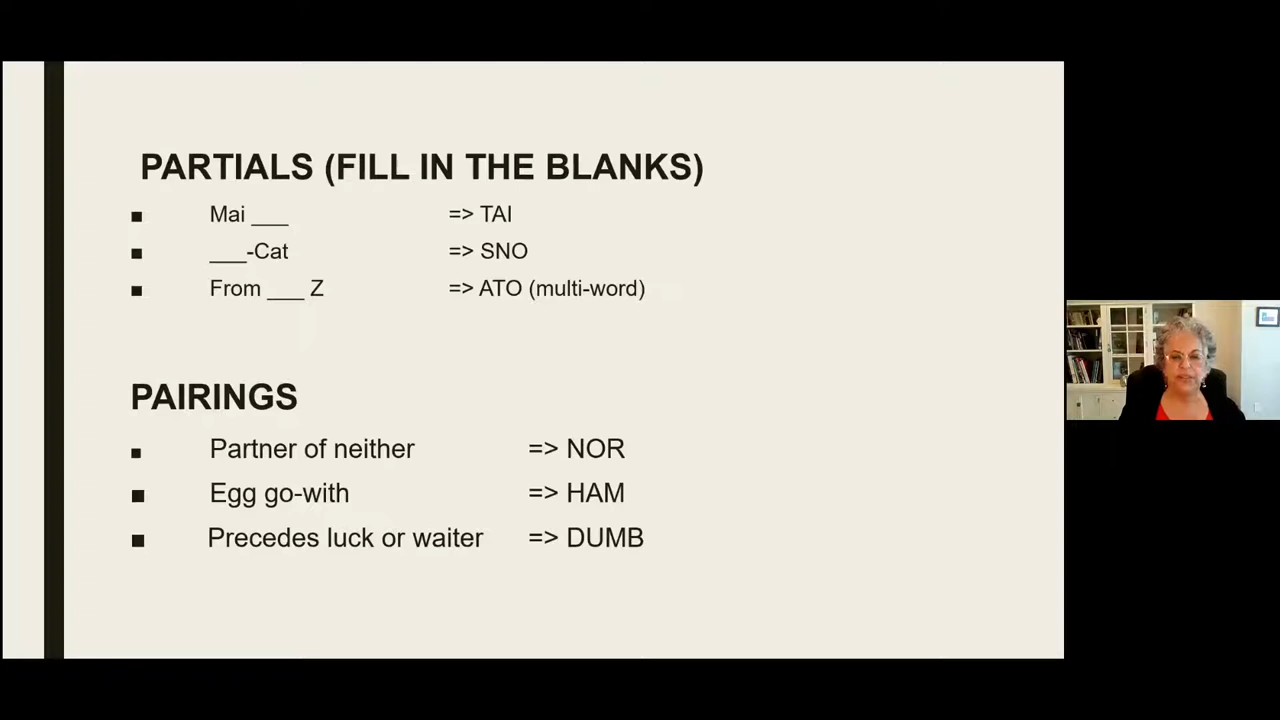 PARTIALS (FILL IN THE BLANKS)
■ Mai ___ => TAI
■ ___-Cat => SNO
■ From ___ Z => ATO (multi-word)
PAIRINGS
■ Partner of neither => NOR
■ Egg go-with => HAM
■ Precedes luck or waiter => DUMB